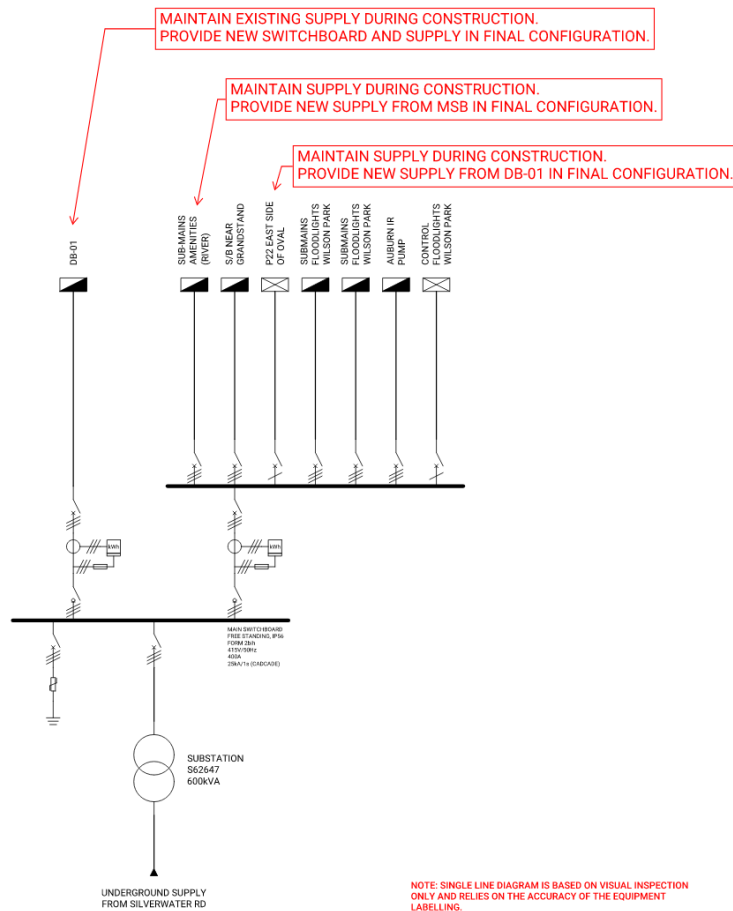 MAINTAIN EXISTING SUPPLY DURING CONSTRUCTION.
PROVIDE NEW SWITCHBOARD AND SUPPLY IN FINAL CONFIGURATION.
MAINTAIN SUPPLY DURING CONSTRUCTION.
PROVIDE NEW SUPPLY FROM MSB IN FINAL CONFIGURATION.
MAINTAIN SUPPLY DURING CONSTRUCTION.
PROVIDE NEW SUPPLY FROM DB-01 IN FINAL CONFIGURATION.
DB-01
SUB-MAINS
AMENITIES
(RIVER)
S/B NEAR
GRANDSTAND
P22 EAST SIDE
OF OVAL
SUBMAINS
FLOODLIGHTS
WILSON PARK
SUBMAINS
FLOODLIGHTS
WILSON PARK
AUBURN IR
PUMP
CONTROL
FLOODLIGHTS
WILSON PARK
kWh
kWh
MAIN SWITCHBOARD
FREE STANDING, IP56
FORM 2bih
415V/50Hz
400A
25kA/1s (CADCADE)
SUBSTATION
S62647
600kVA
UNDERGROUND SUPPLY
FROM SILVERWATER RD
NOTE: SINGLE LINE DIAGRAM IS BASED ON VISUAL INSPECTION
ONLY AND RELIES ON THE ACCURACY OF THE EQUIPMENT
LABELLING.